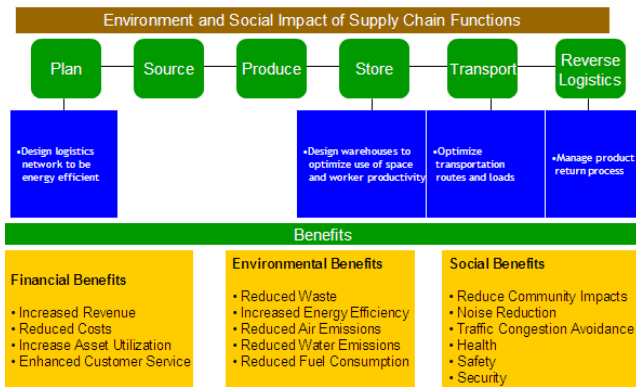 Environment and Social Impact of Supply Chain Functions
Plan
Source
Produce
Store
Transport
Reverse
Logistics
•Design logistics
network to be
energy efficient
•Design warehouses to
optimize use of space
and worker productivity
•Optimize
transportation
routes and loads
•Manage product
return process
Benefits
Financial Benefits
• Increased Revenue
• Reduced Costs
• Increase Asset Utilization
• Enhanced Customer Service
Environmental Benefits
• Reduced Waste
• Increased Energy Efficiency
• Reduced Air Emissions
• Reduced Water Emissions
• Reduced Fuel Consumption
Social Benefits
• Reduce Community Impacts
• Noise Reduction
• Traffic Congestion Avoidance
• Health
• Safety
• Security